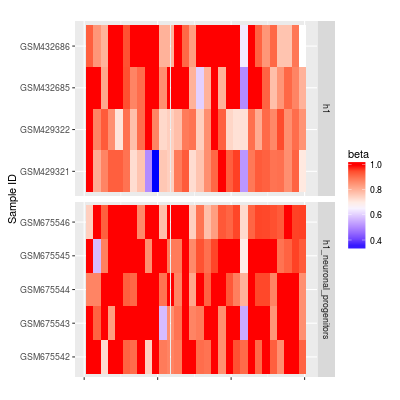 GSM432686
GSM432685
GSM429322
GSM429321
h1
GSM675546
GSM675545
GSM675544
GSM675543
GSM675542
h1_neuronal_progenitors
Sample ID
beta
1.0
0.8
0.6
0.4